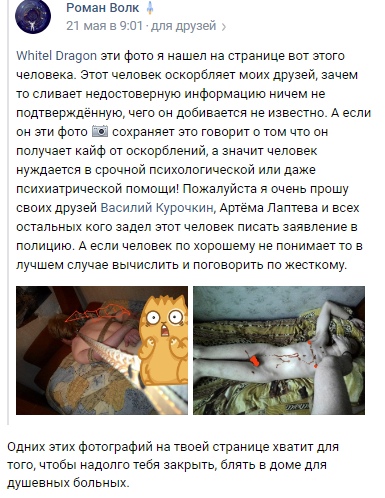 Роман Волк
21 мая в 9:01 · для друзей
Whitel Dragon эти фото я нашел на странице вот этого
человека. Этот человек оскорбляет моих друзей, зачем
то сливает недостоверную информацию ничем не
подтверждённую, чего он добивается не известно. А если
он эти фото 📷 сохраняет это говорит о том что он
получает кайф от оскорблений, а значит человек
нуждается в срочной психологической или даже
психиатрической помощи! Пожалуйста я очень прошу
своих друзей Василий Курочкин, Артёма Лаптева и всех
остальных кого задел этот человек писать заявление в
полицию. А если человек по хорошему не понимает то в
лучшем случае вычислить и поговорить по жесткому.
Одних этих фотографий на твоей странице хватит для
того, чтобы надолго тебя закрыть, блять в доме для
душевных больных.